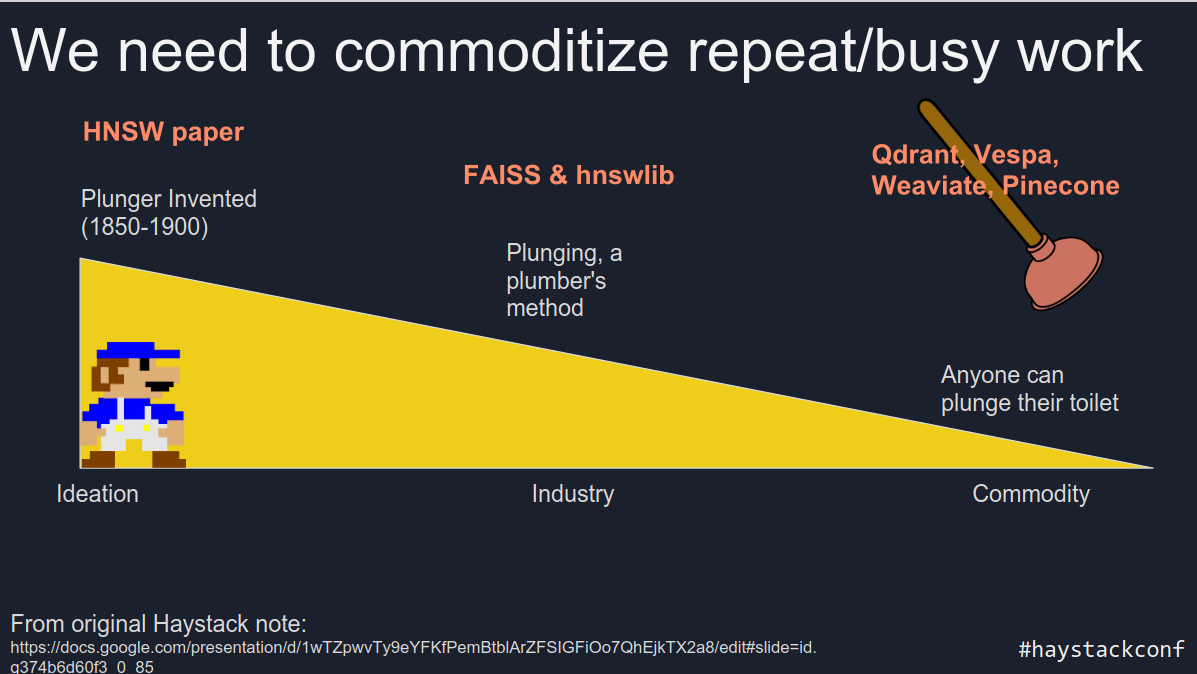 We need to commoditize repeat/busy work
HNSW paper
Plunger Invented
(1850-1900)
FAISS & hnswlib
Plunging, a
plumber's
method
Qdrant, Vespa,
Weaviate, Pinecone
Anyone can
plunge their toilet
Ideation
Industry
Commodity
From original Haystack note:
https://docs.google.com/presentation/d/1wTZpwvTy9eYFKfPemBtblArZFSIGFiOo7QhEjkTX2a8/edit#slide=id.
g374b6d60f3_0_85
#haystackconf